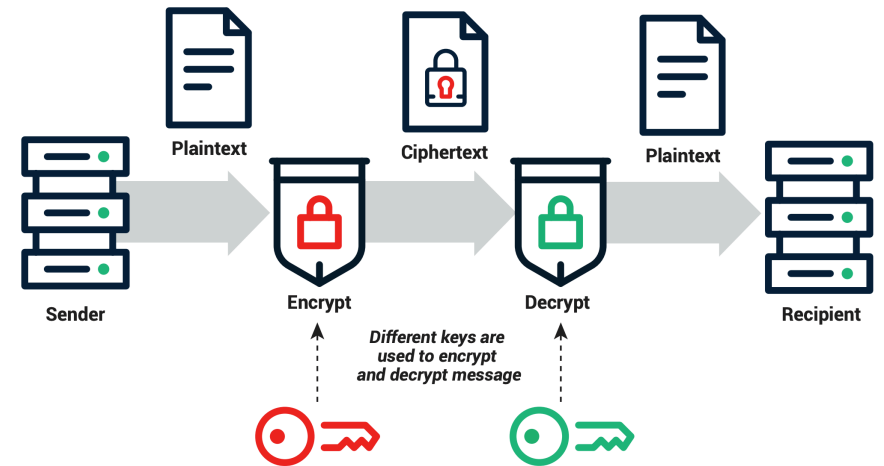 Plaintext
Ciphertext
Plaintext
Sender
Encrypt
Decrypt
Recipient
Different keys are
used to encrypt
and decrypt message